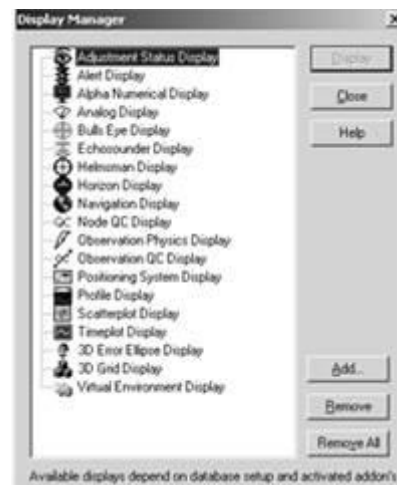 Display Manager
Adjustment Status Display
Alert Display
Alpha Numerical Display
Analog Display
Bulls Eye Display
Echosounder Display
Helmsman Display
Horizon Display
Navigation Display
Node QC Display
Observation Physics Display
Observation QC Display
Positioning System Display
Profile Display
Scatterplot Display
Timeplot Display
3D Error Ellipse Display
3D Grid Display
Virtual Environment Display
Display
Close
Help
Add...
Remove
Remove All
Available displays depend on database setup and activated addon's